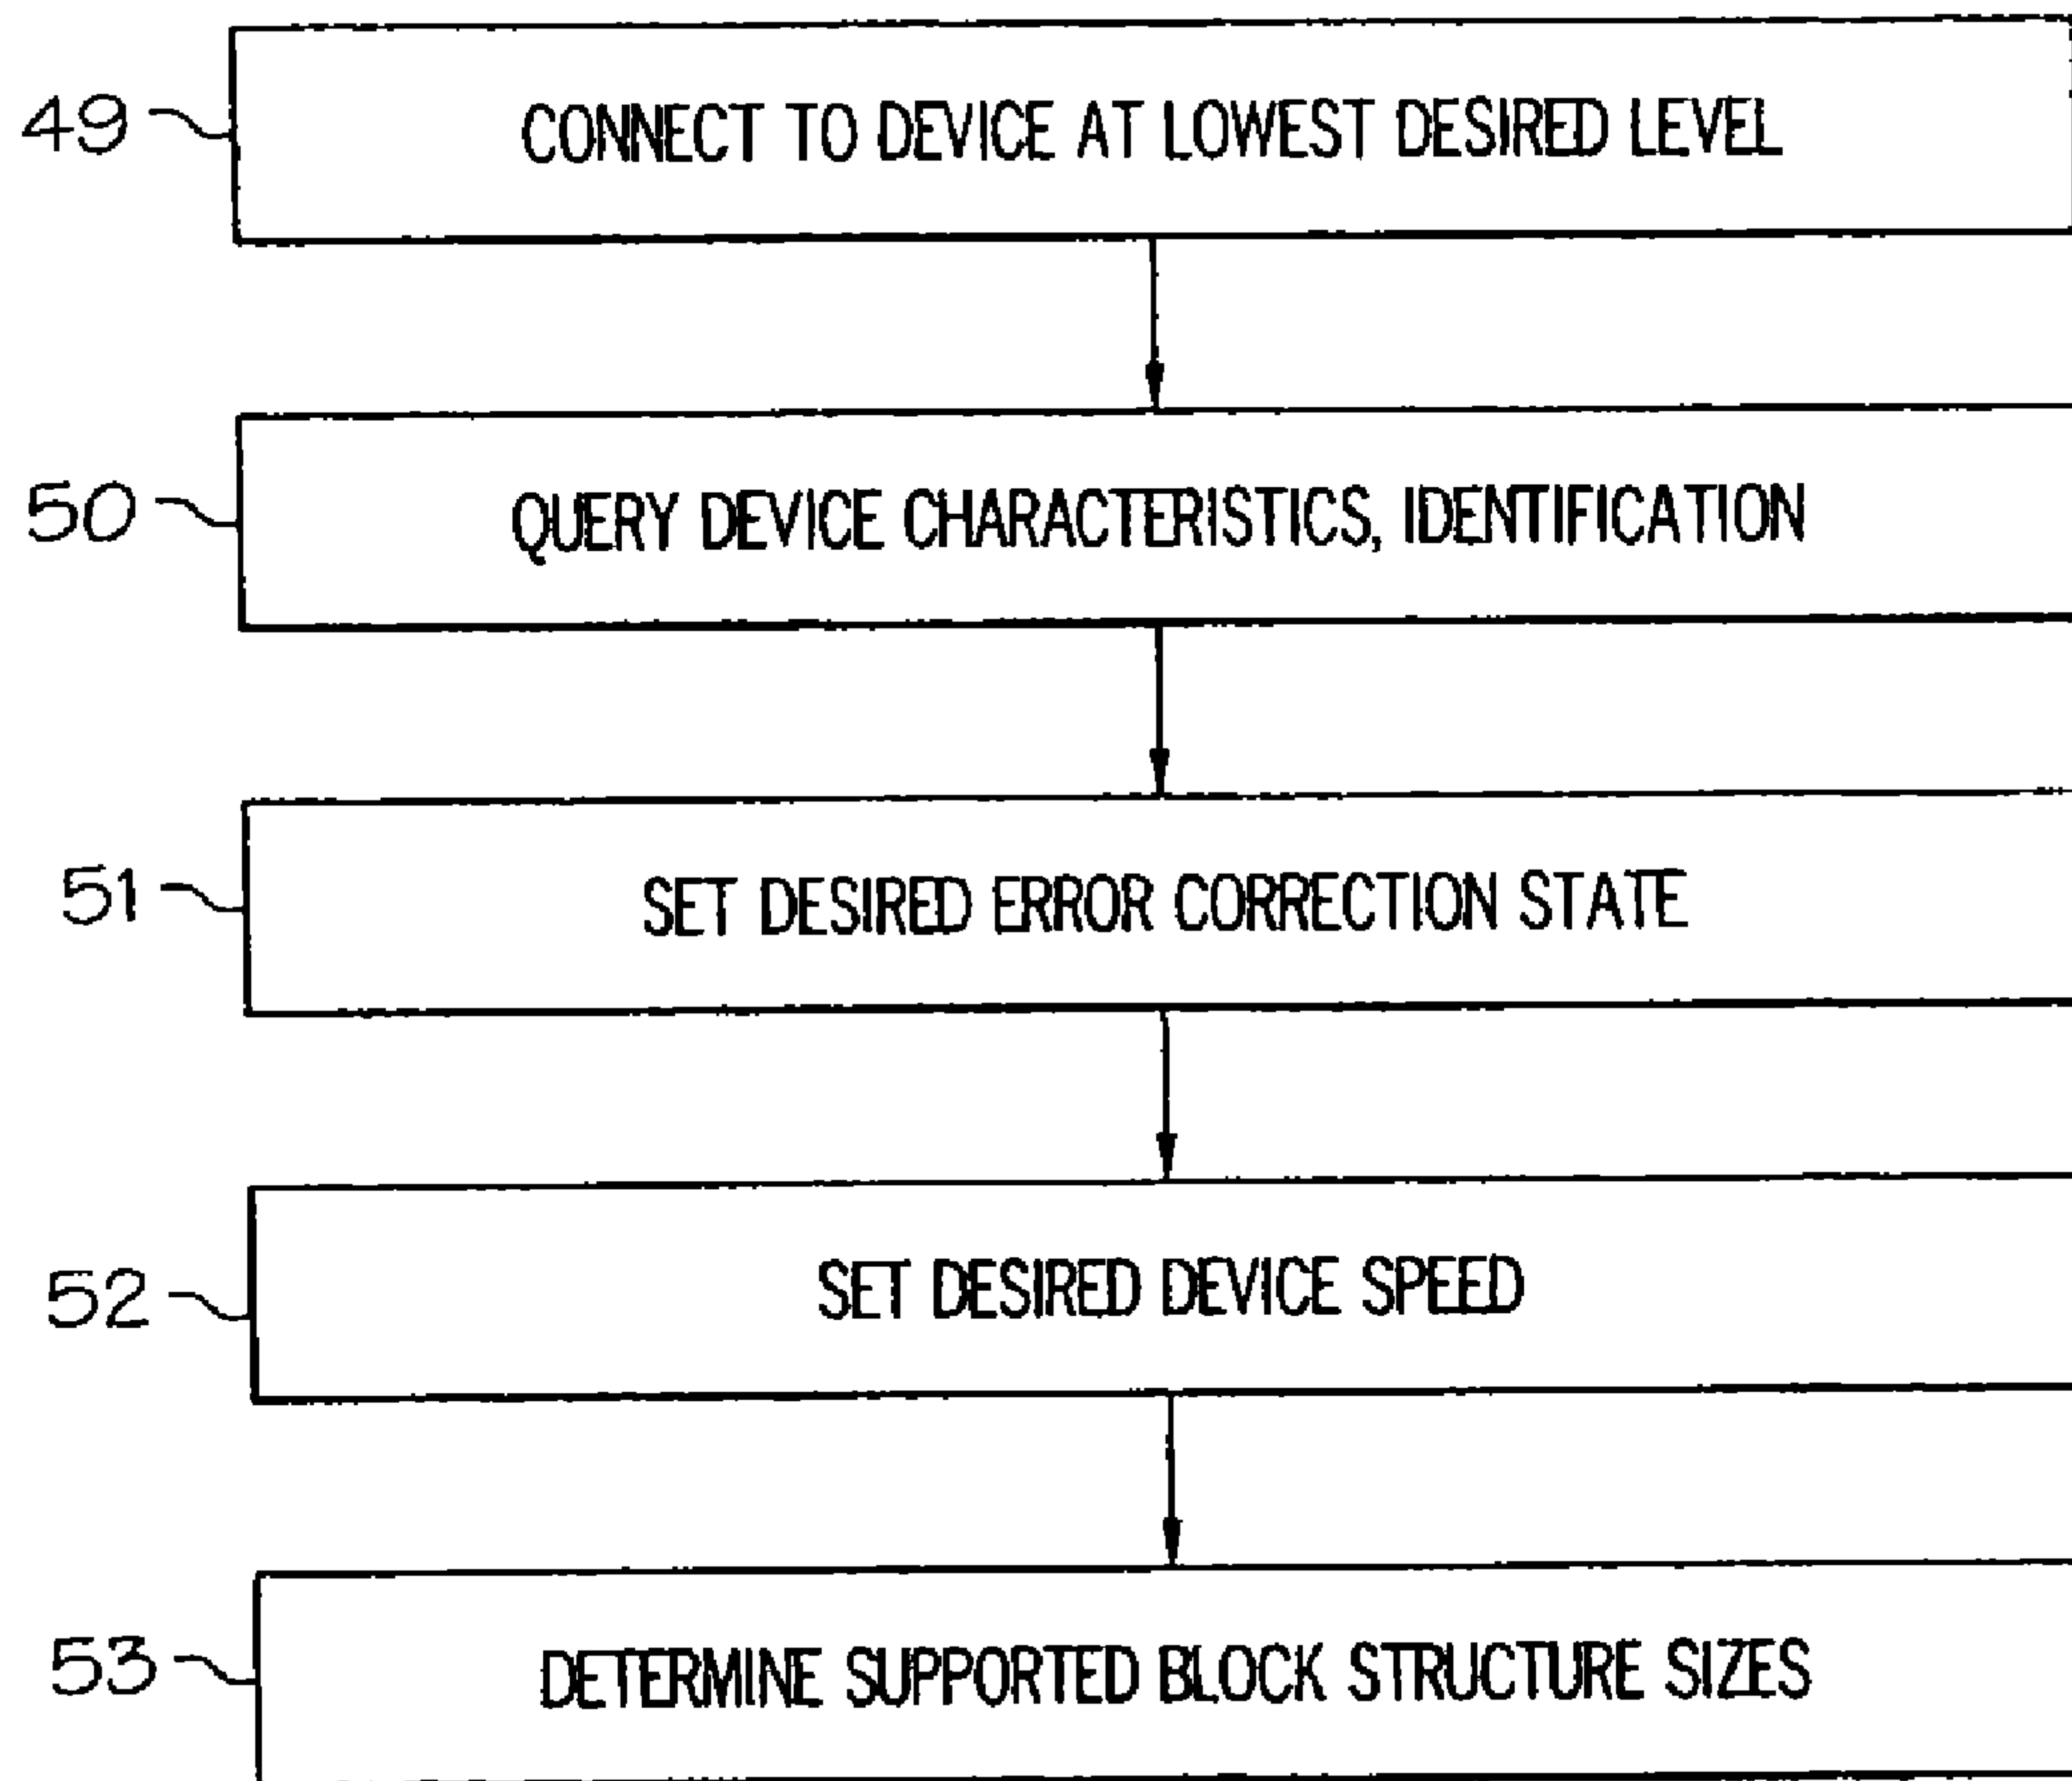 49 CONNECT TO DEVICE AT LOWEST DESIRED LEVEL
50 QUERY DEVICE CHARACTERISTICS, IDENTIFICATION
51 SET DESIRED ERROR CORRECTION STATE
52 SET DESIRED DEVICE SPEED
53 DETERMINE SUPPORTED BLOCK STRUCTURE SIZES